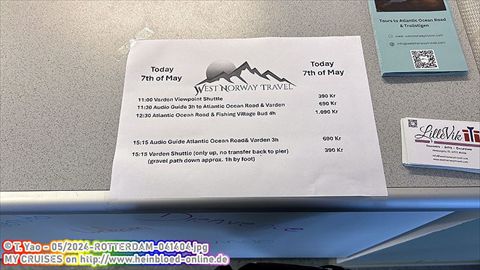 Tours to Atlantic Ocean Road
& Trollstigen
Today
7th of May
WEST NORWAY TRAVEL
Today
7th of May
11:00 Varden Viewpoint Shuttle 390 Kr
11:30 Audio Guide 3h to Atlantic Ocean Road & Varden 690 Kr
12:30 Atlantic Ocean Road & Fishing Village Bud 4h 1.090 Kr
15:15 Audio Guide Atlantic Ocean Road& Varden 3h 690 Kr
15:15 Varden Shuttle (only up, no transfer back to pier) 390 Kr
(gravel path down approx. 1h by foot)
LilleVik
© T. Yao - 05/2024-ROTTERDAM-041404.jpg
MY CRUISES on http://www.heinbloed-online.de